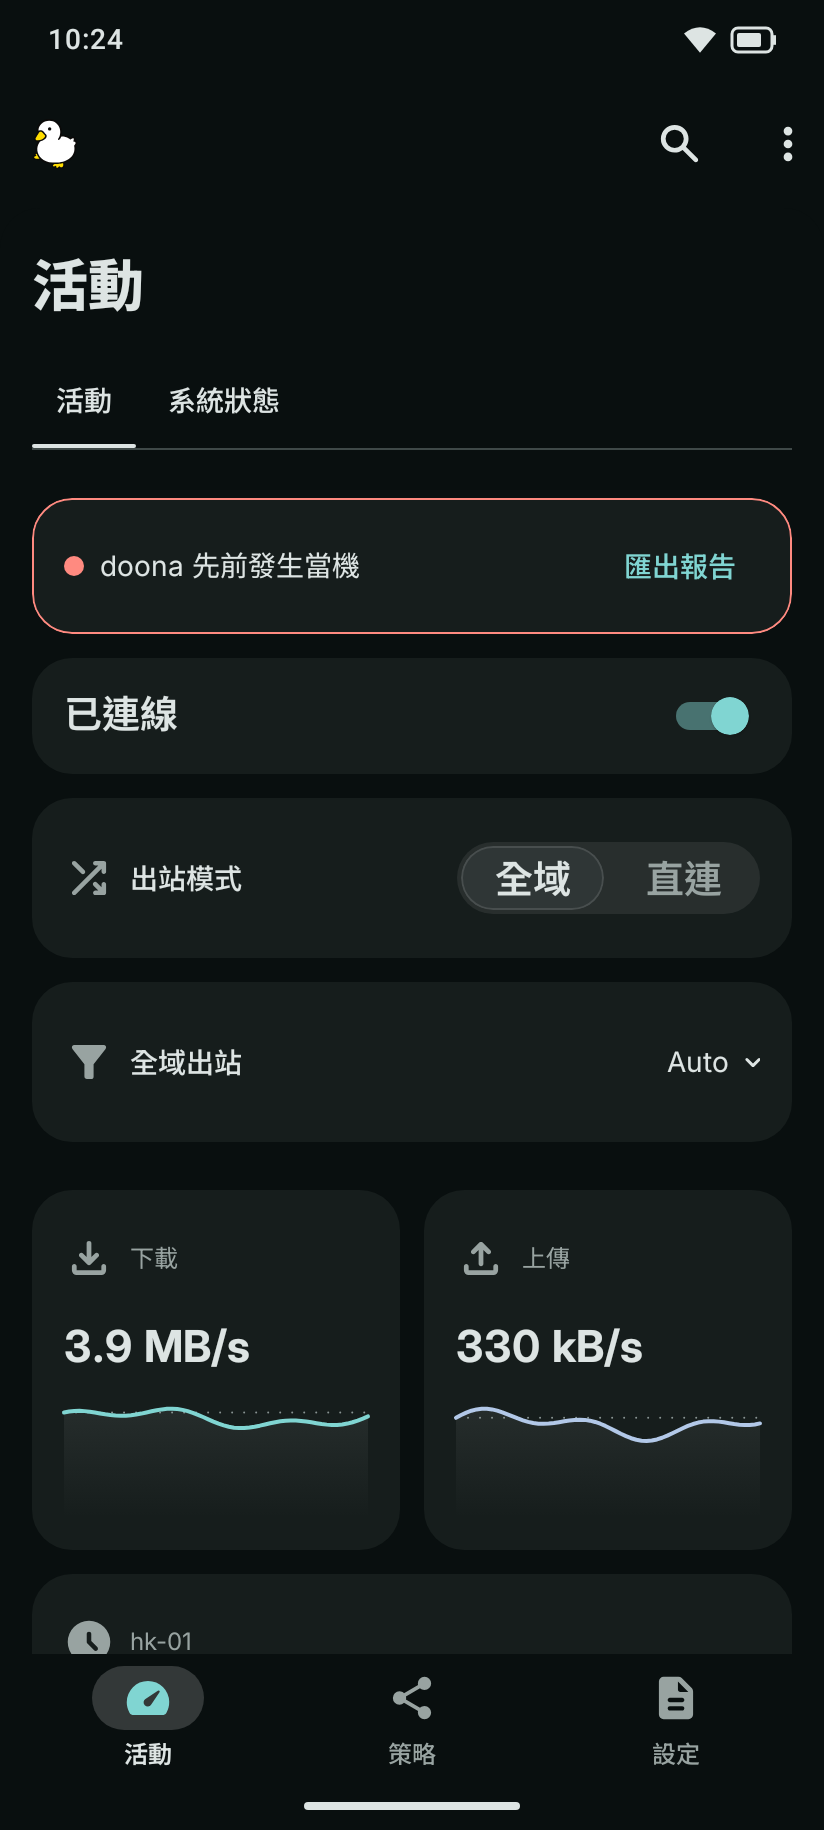 10:24
活動
活動 系統狀態
doona 先前發生當機 匯出報告
已連線
出站模式 全域 直連
全域出站 Auto
下載 上傳
3.9 MB/s 330 kB/s
hk-01
活動 策略 設定